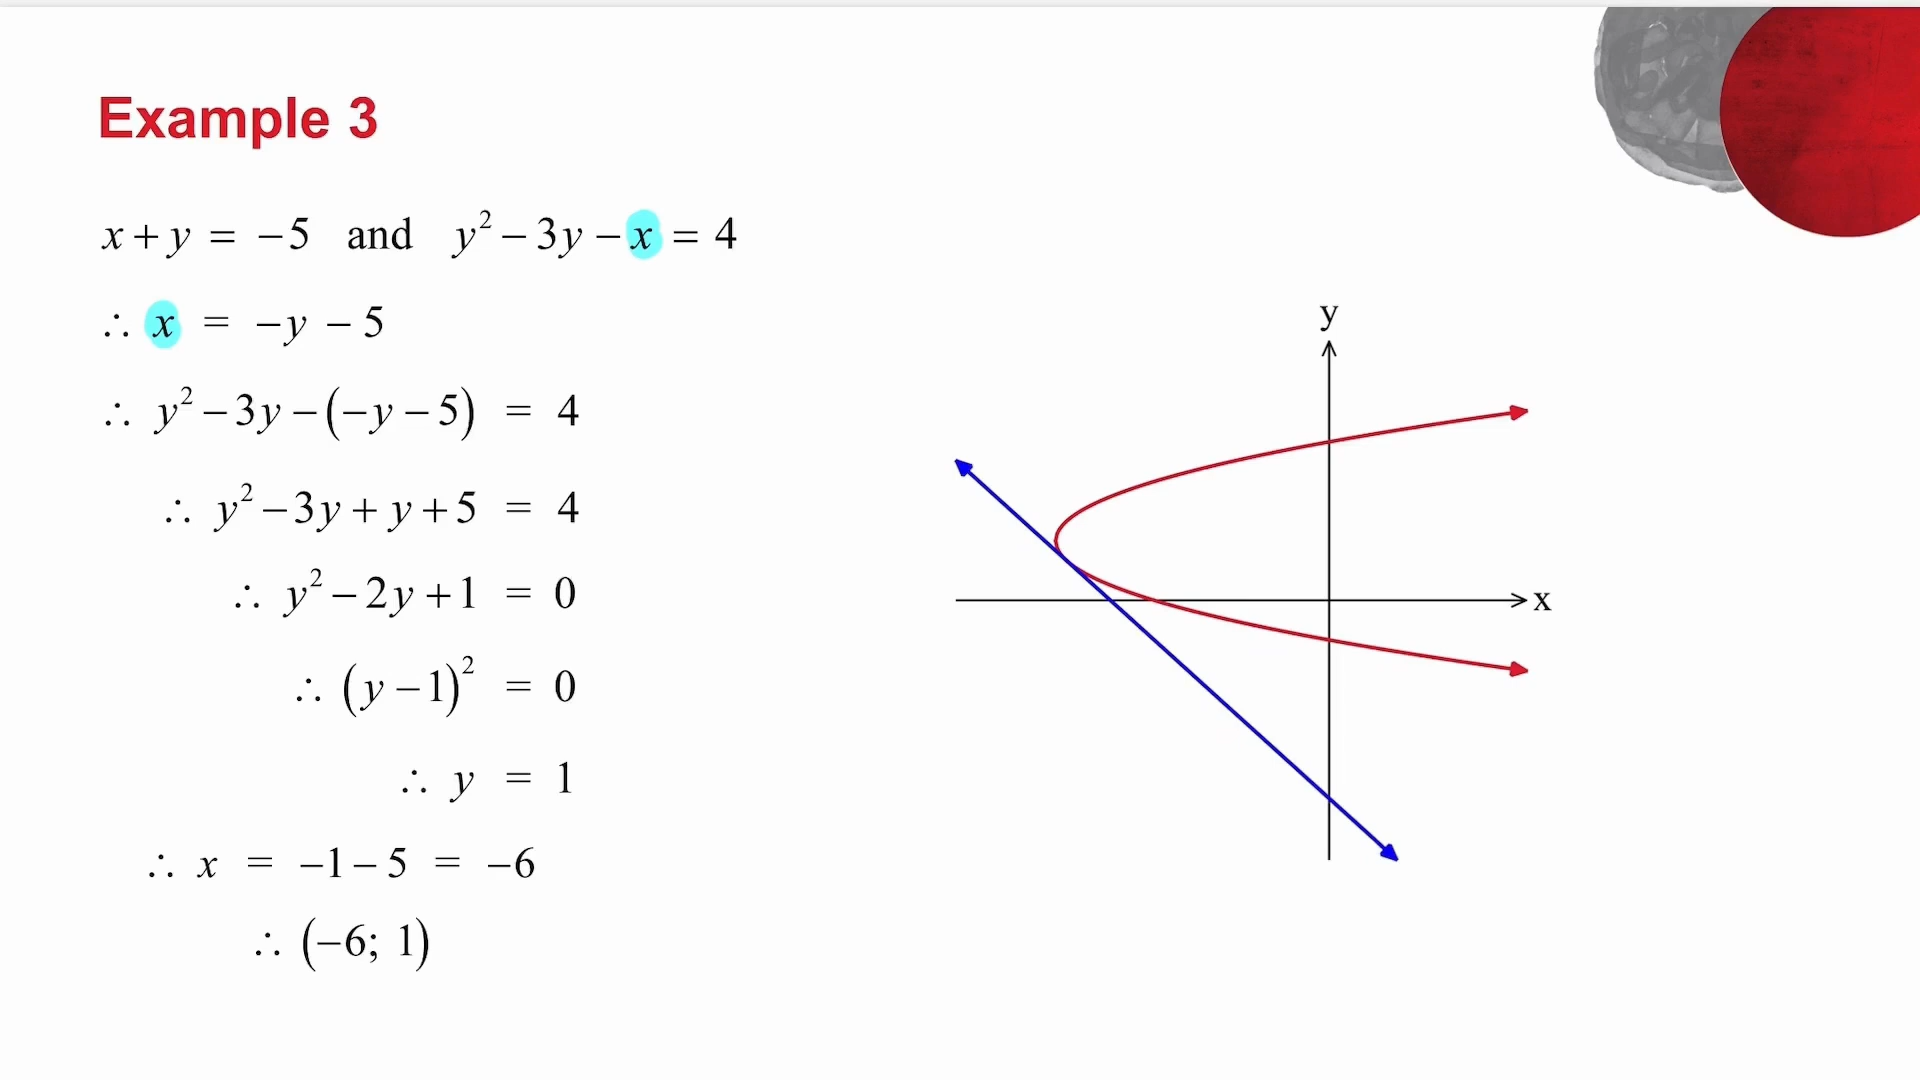 Example 3
x + y = −5 and y² − 3y − x = 4
∴ x = −y − 5
∴ y² − 3y − (−y − 5) = 4
∴ y² − 3y + y + 5 = 4
∴ y² − 2y + 1 = 0
∴ (y − 1)² = 0
∴ y = 1
∴ x = −1 − 5 = −6
∴ (−6; 1)
y
x